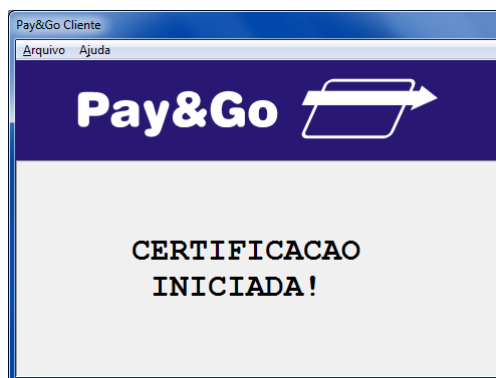 Pay&Go Cliente
Arquivo Ajuda
Pay&Go
CERTIFICACAO
INICIADA!